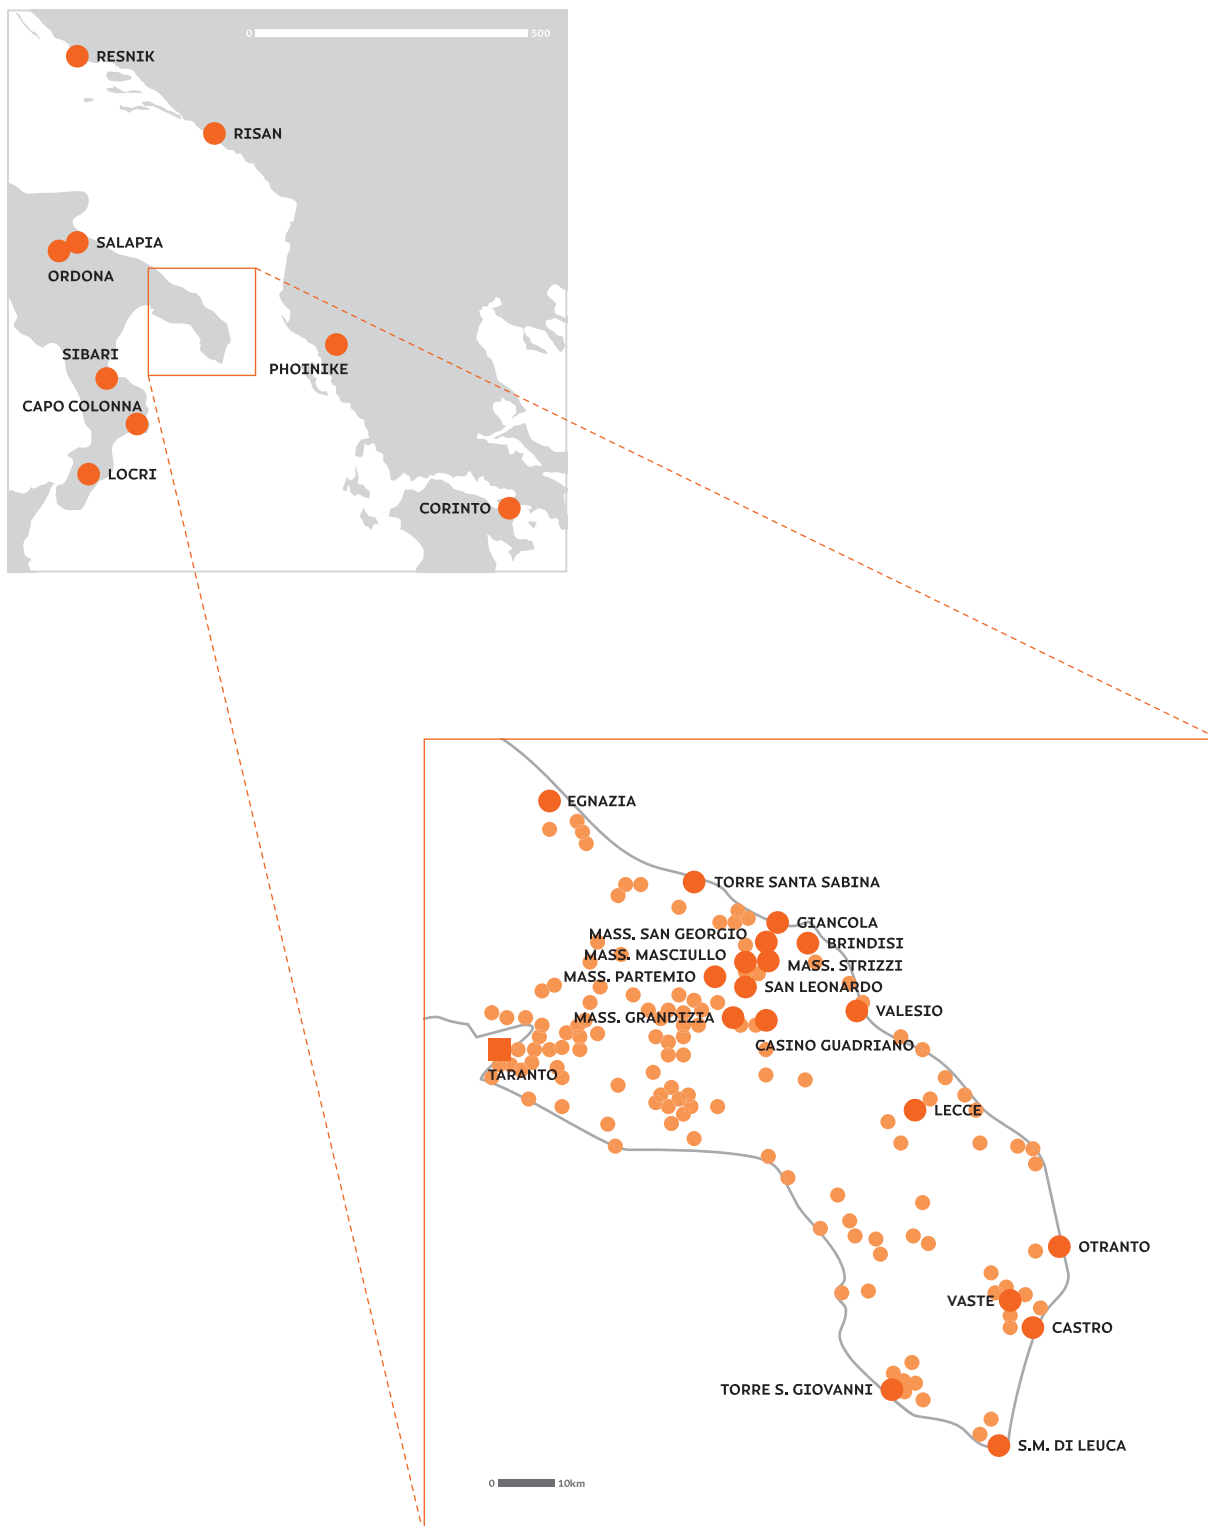 0 500
RESNIK
RISAN
SALAPIA
ORDONA
SIBARI
PHOINIKE
CAPO COLONNA
LOCRI
CORINTO
EGNAZIA
TORRE SANTA SABINA
GIANCOLA
MASS. SAN GEORGIO
BRINDISI
MASS. MASCIULLO
MASS. STRIZZI
MASS. PARTEMIO
SAN LEONARDO
VALESIO
MASS. GRANDIZIA
CASINO GUADRIANO
TARANTO
LECCE
OTRANTO
VASTE
CASTRO
TORRE S. GIOVANNI
S.M. DI LEUCA
0 10km